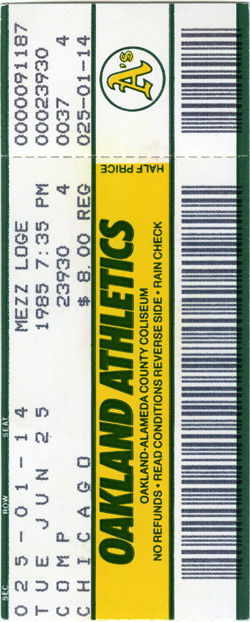 SEC ROW SEAT
025-01-14 MEZZ LOGE 0000091187
TUE JUN 25 1985 7:35 PM 00023930
COMP 23930 4 0037 4
CHICAGO $ 8.00 REG 025-01-14
OAKLAND ATHLETICS
OAKLAND-ALAMEDA COUNTY COLISEUM
NO REFUNDS • READ CONDITIONS REVERSE SIDE • RAIN CHECK
HALF PRICE
A's